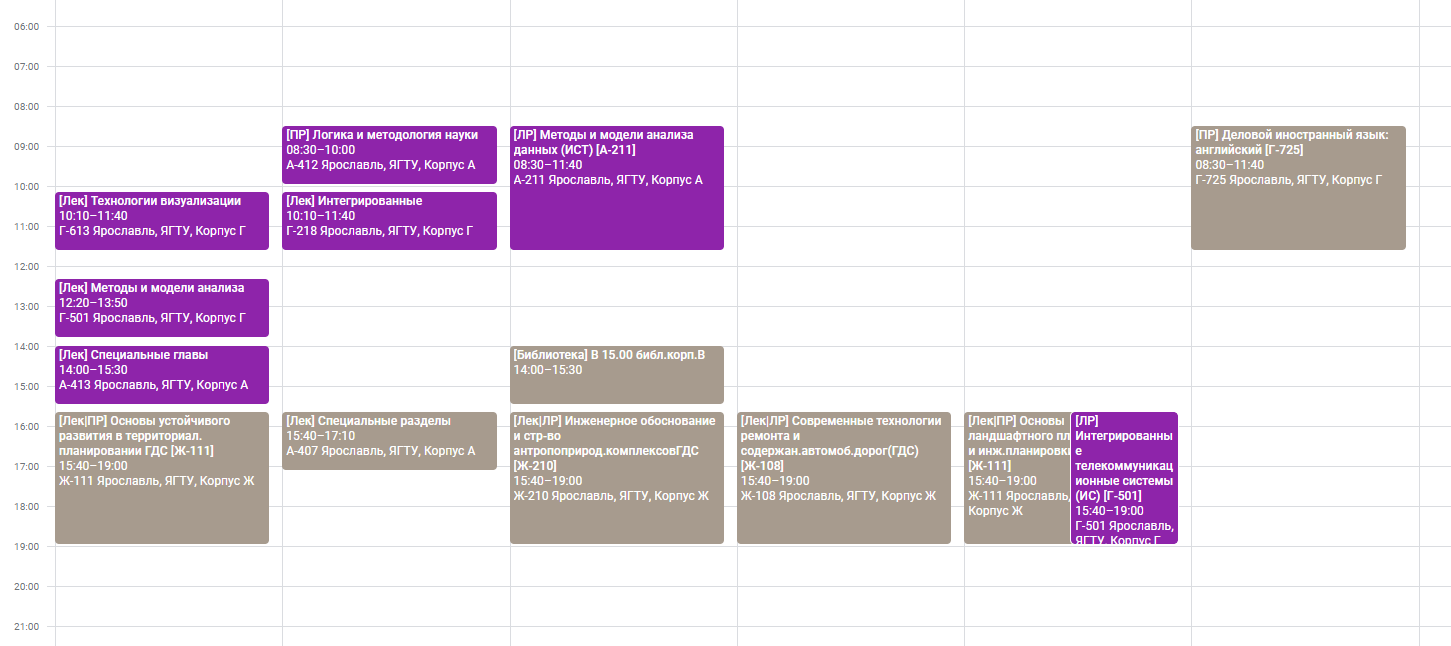 06:00
07:00
08:00
09:00
10:00
11:00
12:00
13:00
14:00
15:00
16:00
17:00
18:00
19:00
20:00
21:00
[Лек] Технологии визуализации
10:10–11:40
Г-613 Ярославль, ЯГТУ, Корпус Г
[Лек] Методы и модели анализа
12:20–13:50
Г-501 Ярославль, ЯГТУ, Корпус Г
[Лек] Специальные главы
14:00–15:30
А-413 Ярославль, ЯГТУ, Корпус А
[Лек|ПР] Основы устойчивого
развития в территориал.
планировании ГДС [Ж-111]
15:40–19:00
Ж-111 Ярославль, ЯГТУ, Корпус Ж
[ПР] Логика и методология науки
08:30–10:00
А-412 Ярославль, ЯГТУ, Корпус А
[Лек] Интегрированные
10:10–11:40
Г-218 Ярославль, ЯГТУ, Корпус Г
[Лек] Специальные разделы
15:40–17:10
А-407 Ярославль, ЯГТУ, Корпус А
[ЛР] Методы и модели анализа
данных (ИСТ) [А-211]
08:30–11:40
А-211 Ярославль, ЯГТУ, Корпус А
[Библиотека] В 15.00 библ.корп.В
14:00–15:30
[Лек|ЛР] Инженерное обоснование
и стр-во
антропоприрод.комплексовГДС
[Ж-210]
15:40–19:00
Ж-210 Ярославль, ЯГТУ, Корпус Ж
[Лек|ЛР] Современные технологии
ремонта и
содержан.автомоб.дорог(ГДС)
[Ж-108]
15:40–19:00
Ж-108 Ярославль, ЯГТУ, Корпус Ж
[Лек|ПР] Основы
ландшафтного пл
и инж.планировк
[Ж-111]
15:40–19:00
Ж-111 Ярославль,
Корпус Ж
[ЛР]
Интегрированны
е
телекоммуникац
ионные системы
(ИС) [Г-501]
15:40–19:00
Г-501 Ярославль,
ЯГТУ, Корпус Г
[ПР] Деловой иностранный язык:
английский [Г-725]
08:30–11:40
Г-725 Ярославль, ЯГТУ, Корпус Г